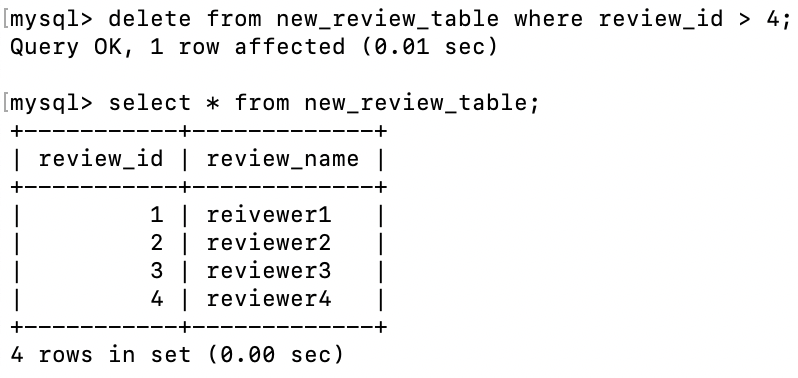 [mysql> delete from new_review_table where review_id > 4;
Query OK, 1 row affected (0.01 sec)
[mysql> select * from new_review_table;
+-----------+-------------+
| review_id | review_name |
+-----------+-------------+
|         1 | reivewer1   |
|         2 | reviewer2   |
|         3 | reviewer3   |
|         4 | reviewer4   |
+-----------+-------------+
4 rows in set (0.00 sec)